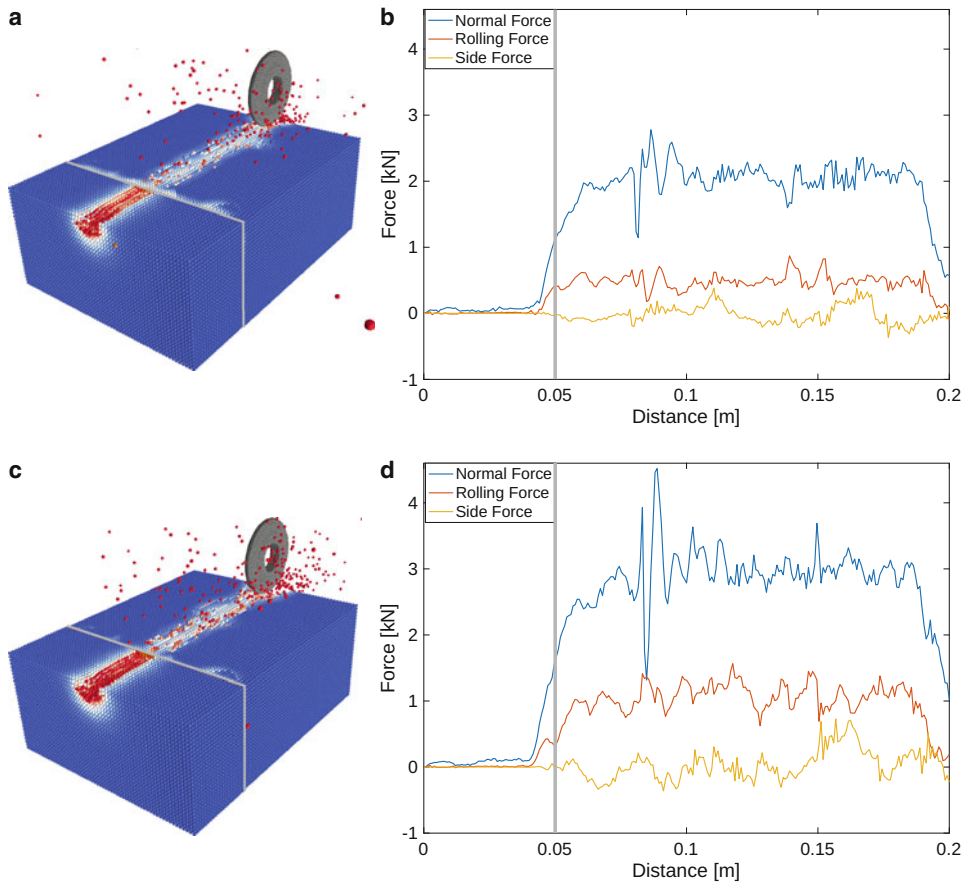 a
b
Normal Force
Rolling Force
Side Force
4
3
2
1
0
-1
Force [kN]
0
0.05
0.1
0.15
0.2
Distance [m]
c
d
Normal Force
Rolling Force
Side Force
4
3
2
1
0
-1
Force [kN]
0
0.05
0.1
0.15
0.2
Distance [m]